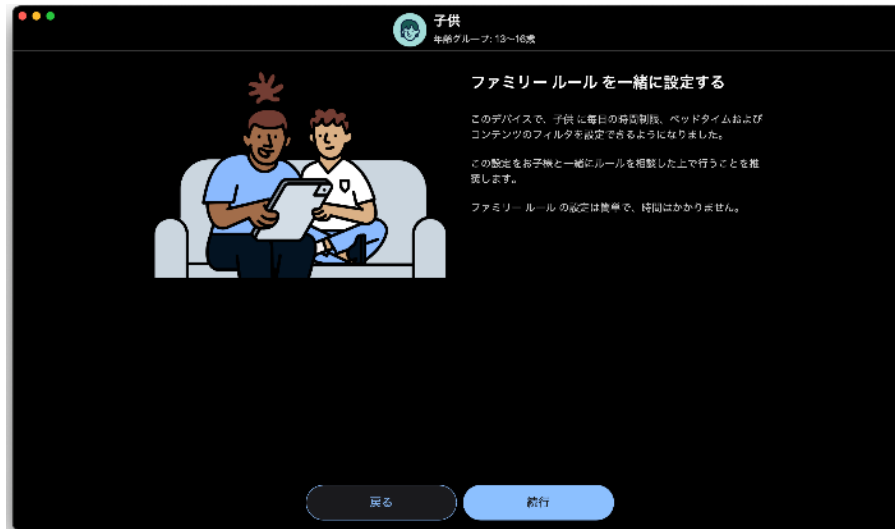 子供
年齢グループ: 13〜16歳
ファミリー ルール を一緒に設定する
このデバイスで、子供 に毎日の時間制限、ベッドタイムおよび
コンテンツのフィルタを設定できるようになりました。
この設定をお子様と一緒にルールを相談した上で行うことを推
奨します。
ファミリー ルール の設定は簡単で、時間はかかりません。
戻る
続行